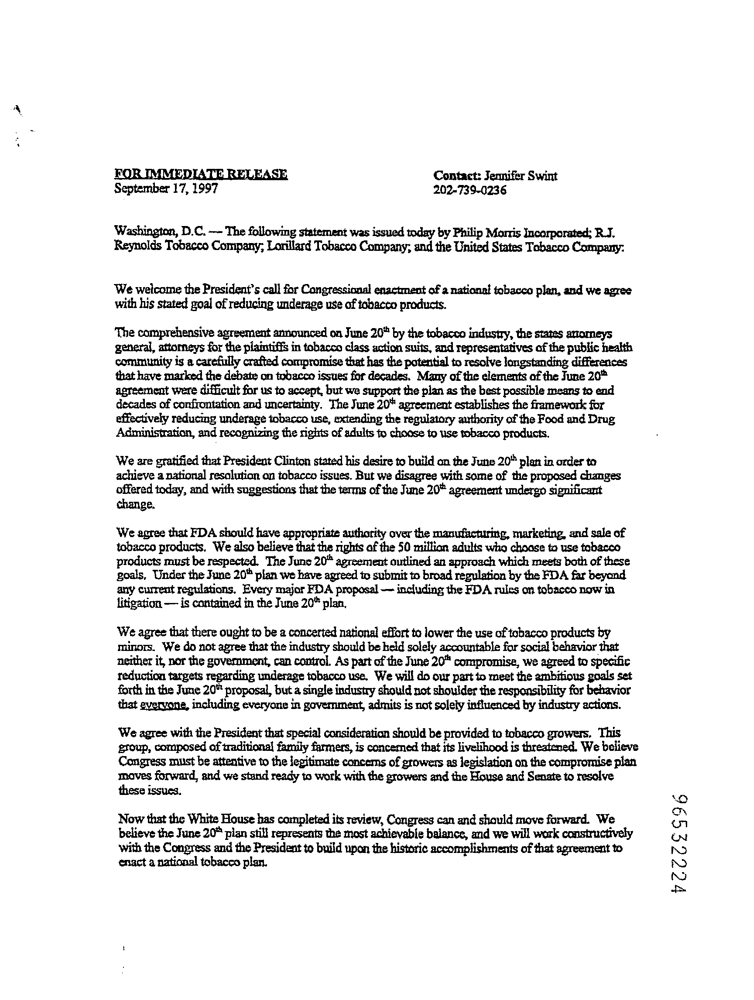 FOR IMMEDIATE RELEASE
September 17, 1997
Contact: Jennifer Swint
202-739-0236
Washington, D.C. — The following statement was issued today by Philip Morris Incorporated; R.J.
Reynolds Tobacco Company; Lorillard Tobacco Company; and the United States Tobacco Company:
We welcome the President's call for Congressional enactment of a national tobacco plan, and we agree
with his stated goal of reducing underage use of tobacco products.
The comprehensive agreement announced on June 20th by the tobacco industry, the states attorneys
general, attorneys for the plaintiffs in tobacco class action suits, and representatives of the public health
community is a carefully crafted compromise that has the potential to resolve longstanding differences
that have marked the debate on tobacco issues for decades. Many of the elements of the June 20th
agreement were difficult for us to accept, but we support the plan as the best possible means to end
decades of confrontation and uncertainty. The June 20th agreement establishes the framework for
effectively reducing underage tobacco use, extending the regulatory authority of the Food and Drug
Administration, and recognizing the rights of adults to choose to use tobacco products.
We are gratified that President Clinton stated his desire to build on the June 20th plan in order to
achieve a national resolution on tobacco issues. But we disagree with some of the proposed changes
offered today, and with suggestions that the terms of the June 20th agreement undergo significant
change.
We agree that FDA should have appropriate authority over the manufacturing, marketing, and sale of
tobacco products. We also believe that the rights of the 50 million adults who choose to use tobacco
products must be respected. The June 20th agreement outlined an approach which meets both of these
goals. Under the June 20th plan we have agreed to submit to broad regulation by the FDA far beyond
any current regulations. Every major FDA proposal — including the FDA rules on tobacco now in
litigation — is contained in the June 20th plan.
We agree that there ought to be a concerted national effort to lower the use of tobacco products by
minors. We do not agree that the industry should be held solely accountable for social behavior that
neither it, nor the government, can control. As part of the June 20th compromise, we agreed to specific
reduction targets regarding underage tobacco use. We will do our part to meet the ambitious goals set
forth in the June 20th proposal, but a single industry should not shoulder the responsibility for behavior
that everyone, including everyone in government, admits is not solely influenced by industry actions.
We agree with the President that special consideration should be provided to tobacco growers. This
group, composed of traditional family farmers, is concerned that its livelihood is threatened. We believe
Congress must be attentive to the legitimate concerns of growers as legislation on the compromise plan
moves forward, and we stand ready to work with the growers and the House and Senate to resolve
these issues.
Now that the White House has completed its review, Congress can and should move forward. We
believe the June 20th plan still represents the most achievable balance, and we will work constructively
with the Congress and the President to build upon the historic accomplishments of that agreement to
enact a national tobacco plan.
96532224